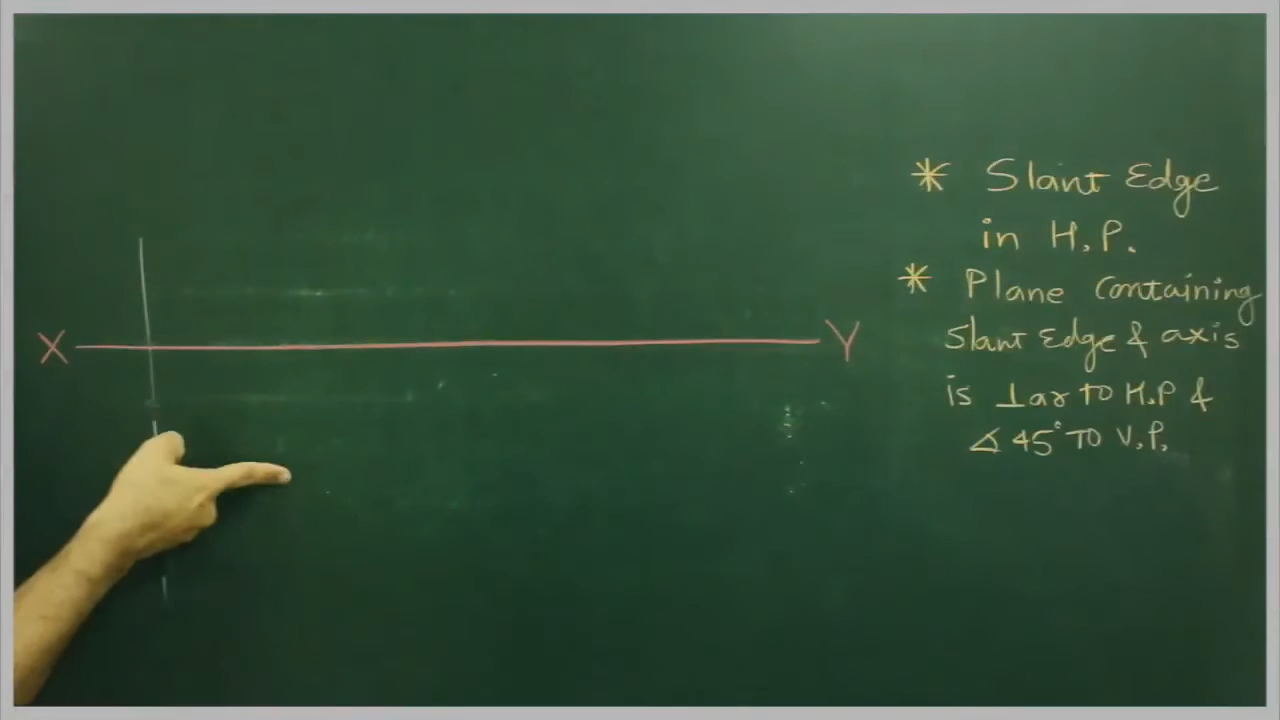 X Y
* Slant Edge
in H.P.
* Plane containing
Slant Edge & axis
is ⊥ar to H.P &
∠45° TO V.P.